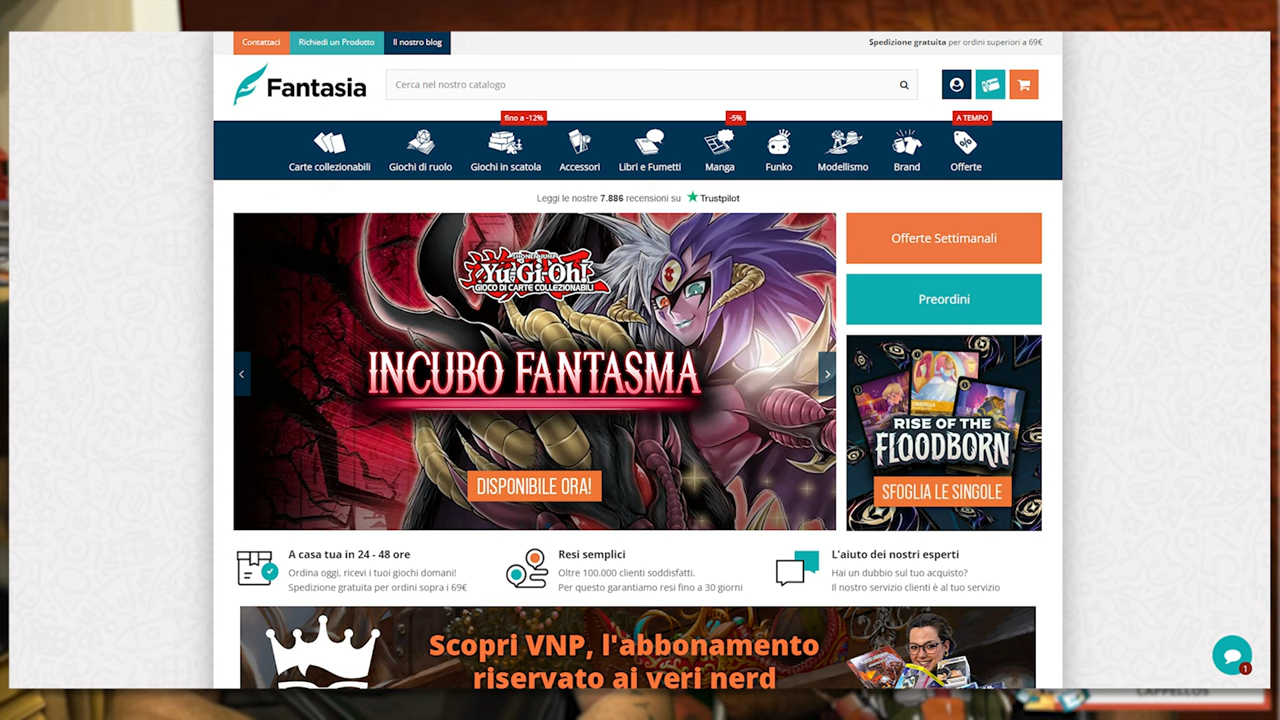 Contattaci Richiedi un Prodotto Il nostro blog
Spedizione gratuita per ordini superiori a 69€
Fantasia
Cerca nel nostro catalogo
fino a -12% -5% A TEMPO
Carte collezionabili Giochi di ruolo Giochi in scatola Accessori Libri e Fumetti Manga Funko Modellismo Brand Offerte
Leggi le nostre 7.886 recensioni su Trustpilot
SHONEN JUMP
Yu-Gi-Oh!
GIOCO DI CARTE COLLEZIONABILI
INCUBO FANTASMA
DISPONIBILE ORA!
Offerte Settimanali
Preordini
RISE OF THE
FLOODBORN
SFOGLIA LE SINGOLE
A casa tua in 24 - 48 ore
Ordina oggi, ricevi i tuoi giochi domani!
Spedizione gratuita per ordini sopra i 69€
Resi semplici
Oltre 100.000 clienti soddisfatti.
Per questo garantiamo resi fino a 30 giorni
L'aiuto dei nostri esperti
Hai un dubbio sul tuo acquisto?
Il nostro servizio clienti è al tuo servizio
Scopri VNP, l'abbonamento
riservato ai veri nerd
1
CAPPELLOS